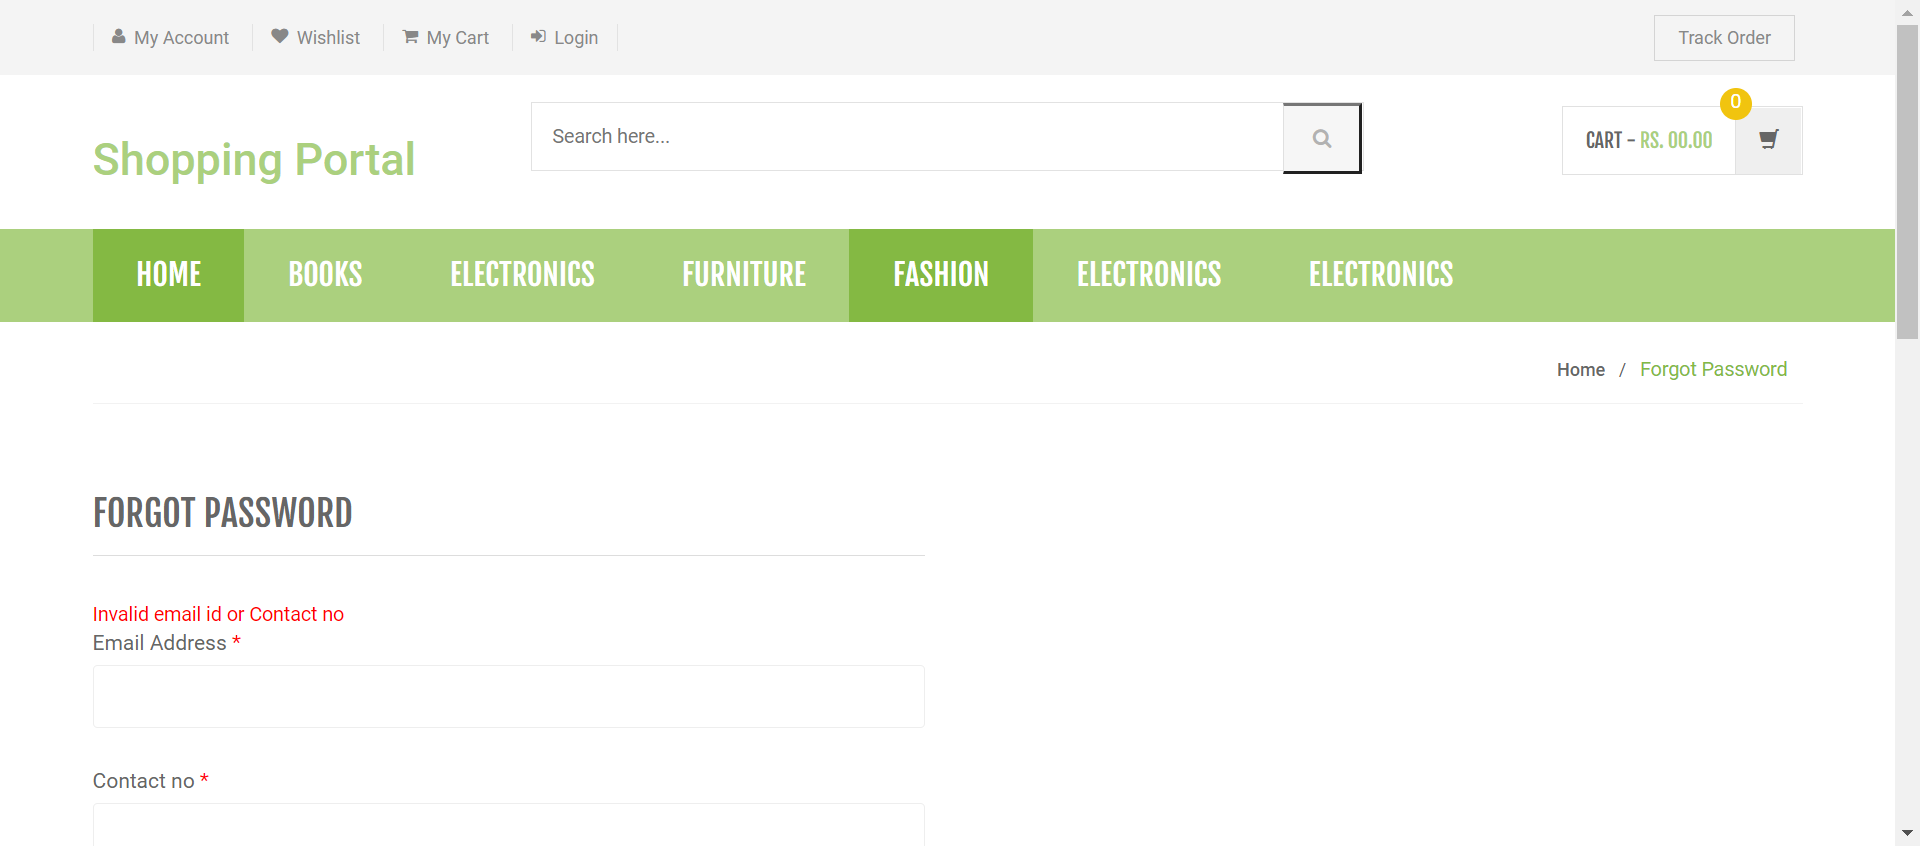 My Account
Wishlist
My Cart
Login
Track Order
Shopping Portal
Search here...
CART - RS. 00.00
0
HOME
BOOKS
ELECTRONICS
FURNITURE
FASHION
ELECTRONICS
ELECTRONICS
Home / Forgot Password
FORGOT PASSWORD
Invalid email id or Contact no
Email Address *
Contact no *